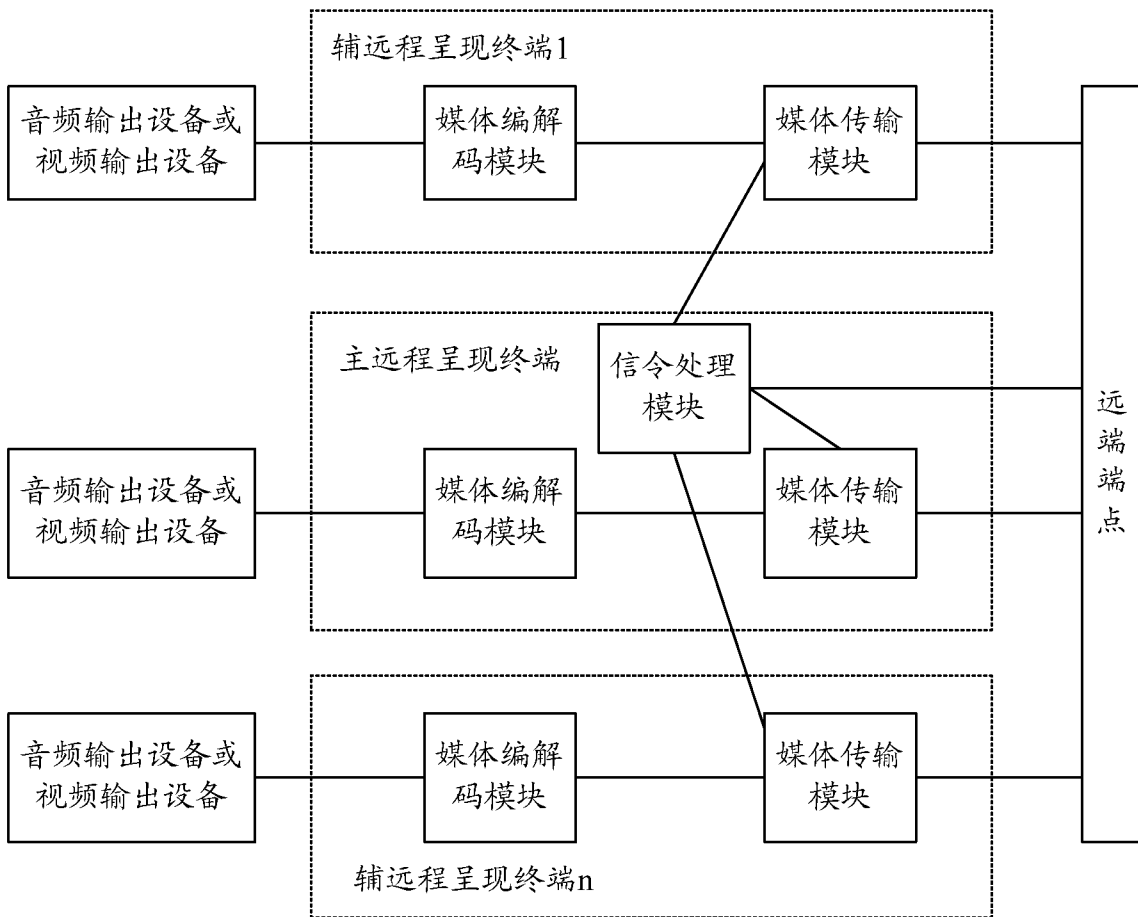 辅远程呈现终端1
音频输出设备或
视频输出设备
媒体编解
码模块
媒体传输
模块
主远程呈现终端
信令处理
模块
音频输出设备或
视频输出设备
媒体编解
码模块
媒体传输
模块
远
端
端
点
音频输出设备或
视频输出设备
媒体编解
码模块
媒体传输
模块
辅远程呈现终端n